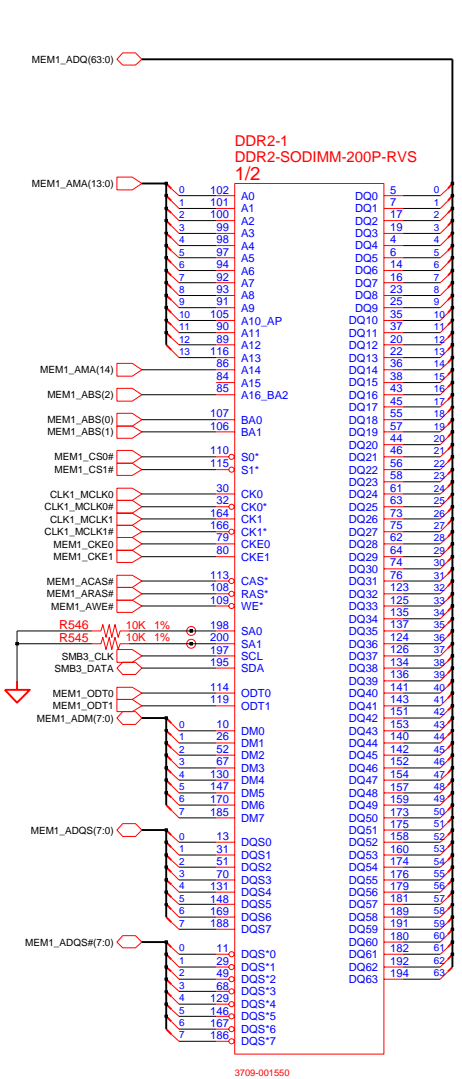 MEM1_ADQ(63:0)
DDR2-1
DDR2-SODIMM-200P-RVS
1/2
MEM1_AMA(13:0)
0 102 A0
1 101 A1
2 100 A2
3 99 A3
4 98 A4
5 97 A5
6 94 A6
7 92 A7
8 93 A8
9 91 A9
10 105 A10_AP
11 90 A11
12 89 A12
13 116 A13
MEM1_AMA(14) 86 A14
84 A15
MEM1_ABS(2) 85 A16_BA2
MEM1_ABS(0) 107 BA0
MEM1_ABS(1) 106 BA1
MEM1_CS0# 110 S0*
MEM1_CS1# 115 S1*
CLK1_MCLK0 30 CK0
CLK1_MCLK0# 32 CK0*
CLK1_MCLK1 164 CK1
CLK1_MCLK1# 166 CK1*
MEM1_CKE0 79 CKE0
MEM1_CKE1 80 CKE1
MEM1_ACAS# 113 CAS*
MEM1_ARAS# 108 RAS*
MEM1_AWE# 109 WE*
R546 10K 1% 198 SA0
R545 10K 1% 200 SA1
SMB3_CLK 197 SCL
SMB3_DATA 195 SDA
MEM1_ODT0 114 ODT0
MEM1_ODT1 119 ODT1
MEM1_ADM(7:0)
0 10 DM0
1 26 DM1
2 52 DM2
3 67 DM3
4 130 DM4
5 147 DM5
6 170 DM6
7 185 DM7
MEM1_ADQS(7:0)
0 13 DQS0
1 31 DQS1
2 51 DQS2
3 70 DQS3
4 131 DQS4
5 148 DQS5
6 169 DQS6
7 188 DQS7
MEM1_ADQS#(7:0)
0 11 DQS*0
1 29 DQS*1
2 49 DQS*2
3 68 DQS*3
4 129 DQS*4
5 146 DQS*5
6 167 DQS*6
7 186 DQS*7
DQ0 5 0
DQ1 7 1
DQ2 17 2
DQ3 19 3
DQ4 4 4
DQ5 6 5
DQ6 14 6
DQ7 16 7
DQ8 23 8
DQ9 25 9
DQ10 35 10
DQ11 37 11
DQ12 20 12
DQ13 22 13
DQ14 36 14
DQ15 38 15
DQ16 43 16
DQ17 45 17
DQ18 55 18
DQ19 57 19
DQ20 44 20
DQ21 46 21
DQ22 56 22
DQ23 58 23
DQ24 61 24
DQ25 63 25
DQ26 73 26
DQ27 75 27
DQ28 62 28
DQ29 64 29
DQ30 74 30
DQ31 76 31
DQ32 123 32
DQ33 125 33
DQ34 135 34
DQ35 137 35
DQ36 124 36
DQ37 126 37
DQ38 134 38
DQ39 136 39
DQ40 141 40
DQ41 143 41
DQ42 151 42
DQ43 153 43
DQ44 140 44
DQ45 142 45
DQ46 152 46
DQ47 154 47
DQ48 157 48
DQ49 159 49
DQ50 173 50
DQ51 175 51
DQ52 158 52
DQ53 160 53
DQ54 174 54
DQ55 176 55
DQ56 179 56
DQ57 181 57
DQ58 189 58
DQ59 191 59
DQ60 180 60
DQ61 182 61
DQ62 192 62
DQ63 194 63
3709-001550